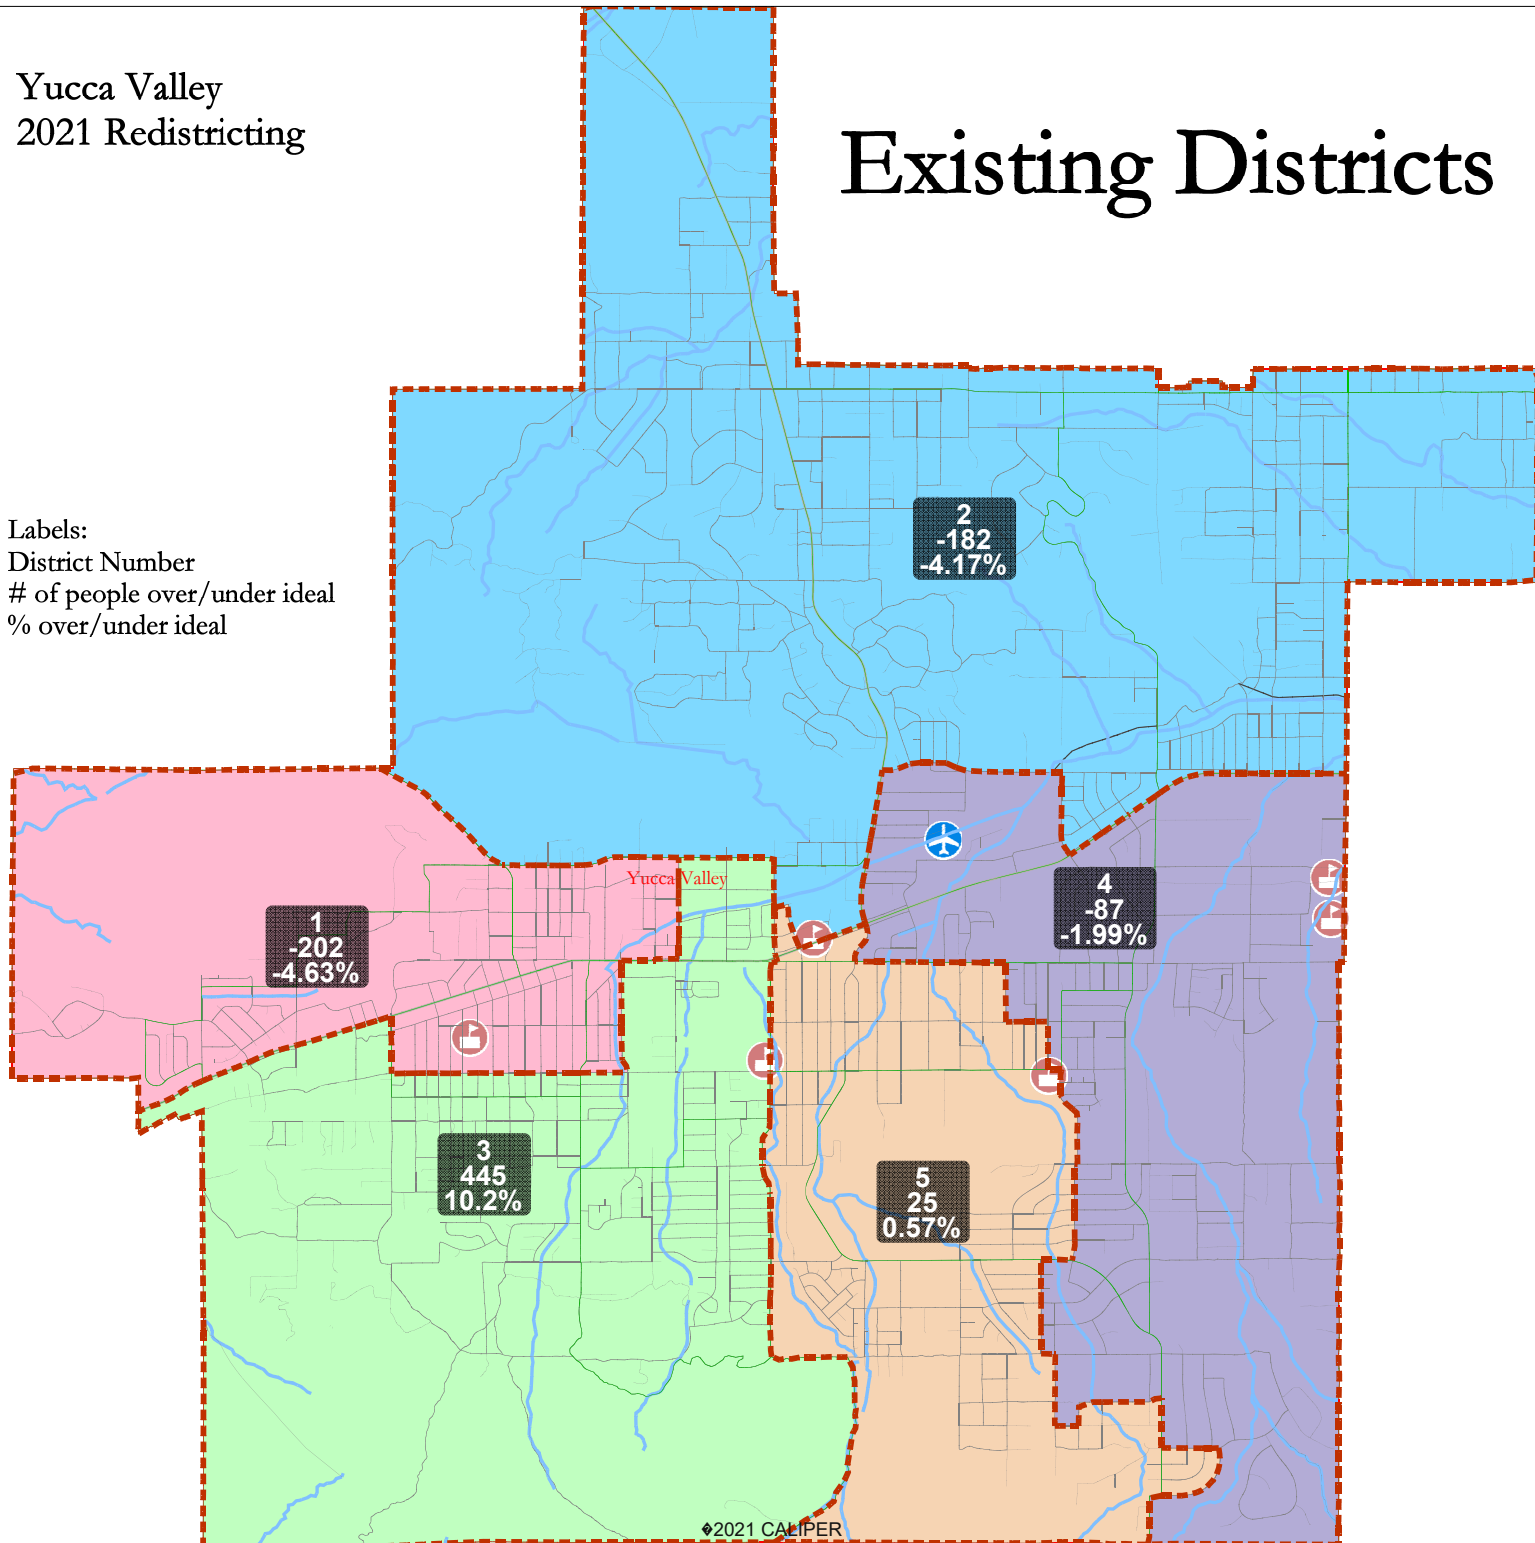 Yucca Valley
2021 Redistricting
Existing Districts
Labels:
District Number
# of people over/under ideal
% over/under ideal
2
-182
-4.17%
Yucca Valley
4
-87
-1.99%
1
-202
-4.63%
3
445
10.2%
5
25
0.57%
�2021 CALIPER